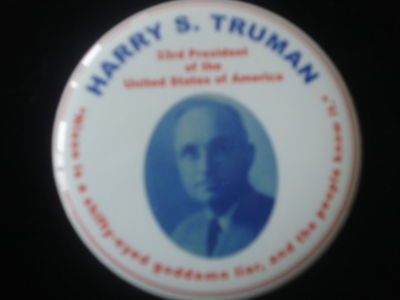 HARRY S. TRUMAN
33rd President
of the
United States of America
"Nixon is a shifty-eyed goddamn liar, and the people know it."